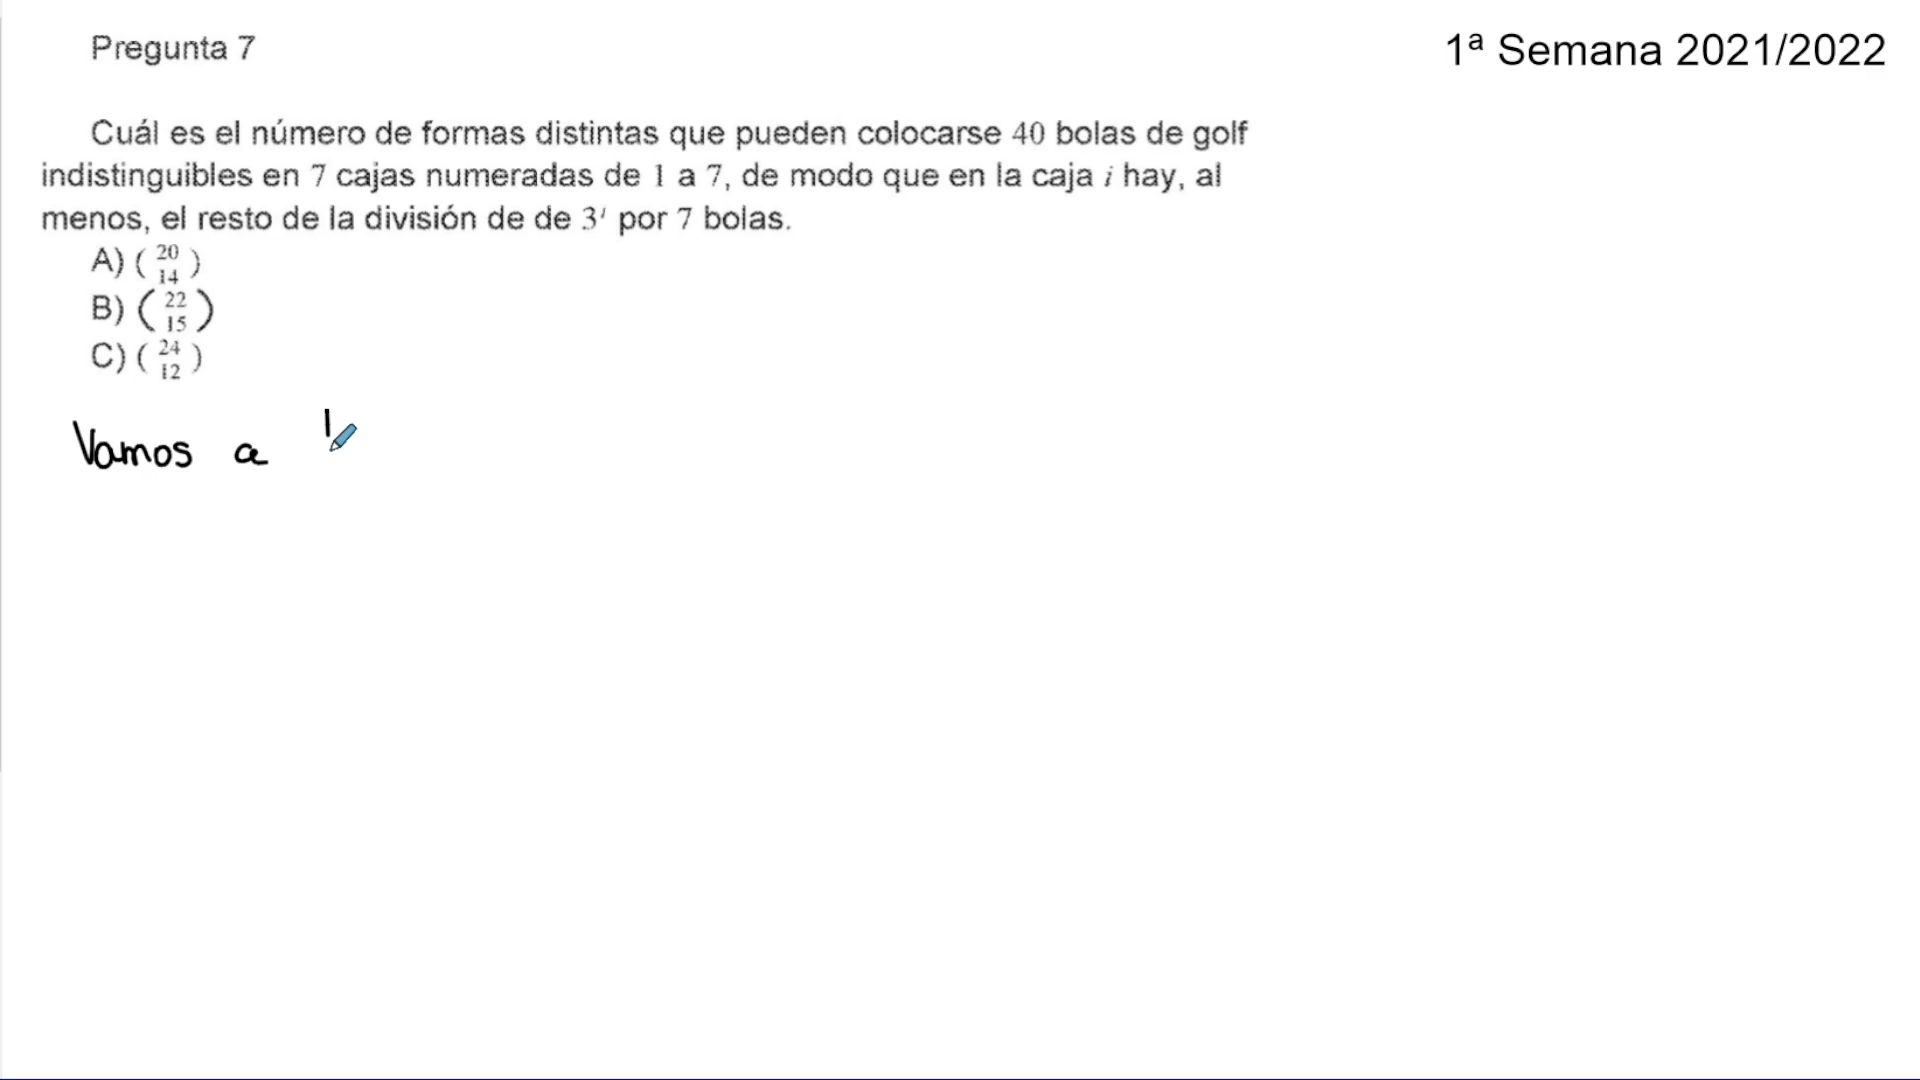 Pregunta 7
1ª Semana 2021/2022
Cuál es el número de formas distintas que pueden colocarse 40 bolas de golf
indistinguibles en 7 cajas numeradas de 1 a 7, de modo que en la caja i hay, al
menos, el resto de la división de de 3^i por 7 bolas.
A) ( 20
14 )
B) ( 22
15 )
C) ( 24
12 )
Vamos a